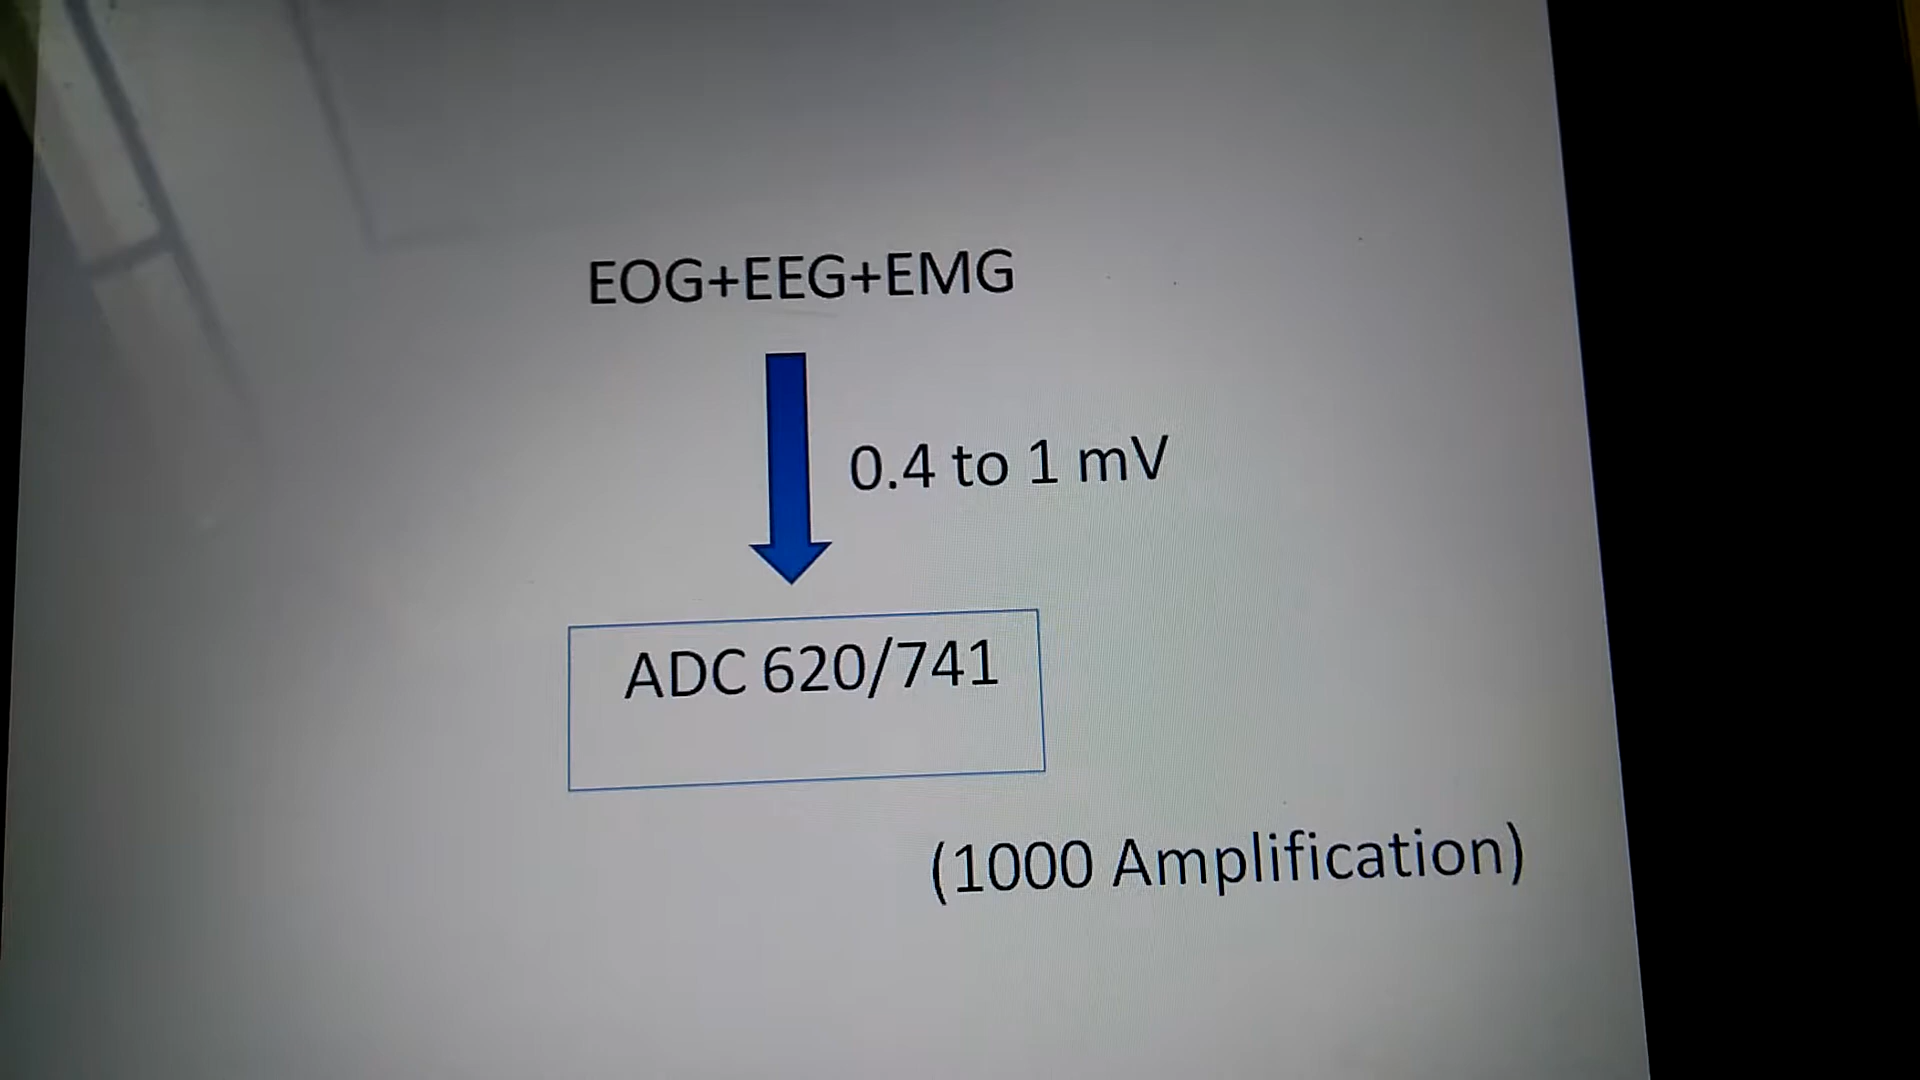 EOG+EEG+EMG
0.4 to 1 mV
ADC 620/741
(1000 Amplification)